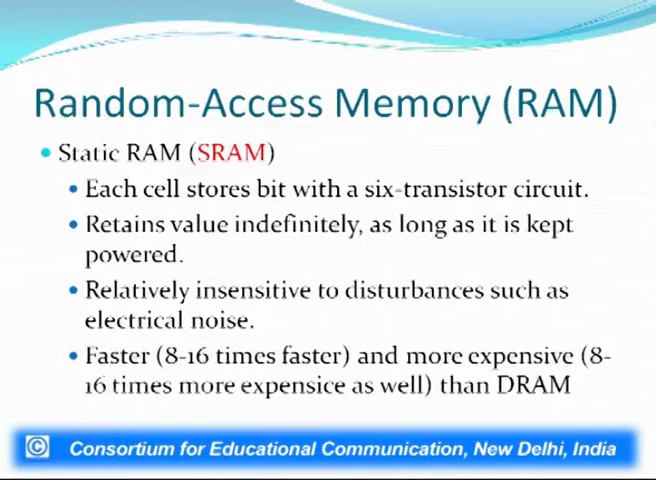 Random-Access Memory (RAM)
• Static RAM (SRAM)
• Each cell stores bit with a six-transistor circuit.
• Retains value indefinitely, as long as it is kept
powered.
• Relatively insensitive to disturbances such as
electrical noise.
• Faster (8-16 times faster) and more expensive (8-
16 times more expensice as well) than DRAM
© Consortium for Educational Communication, New Delhi, India